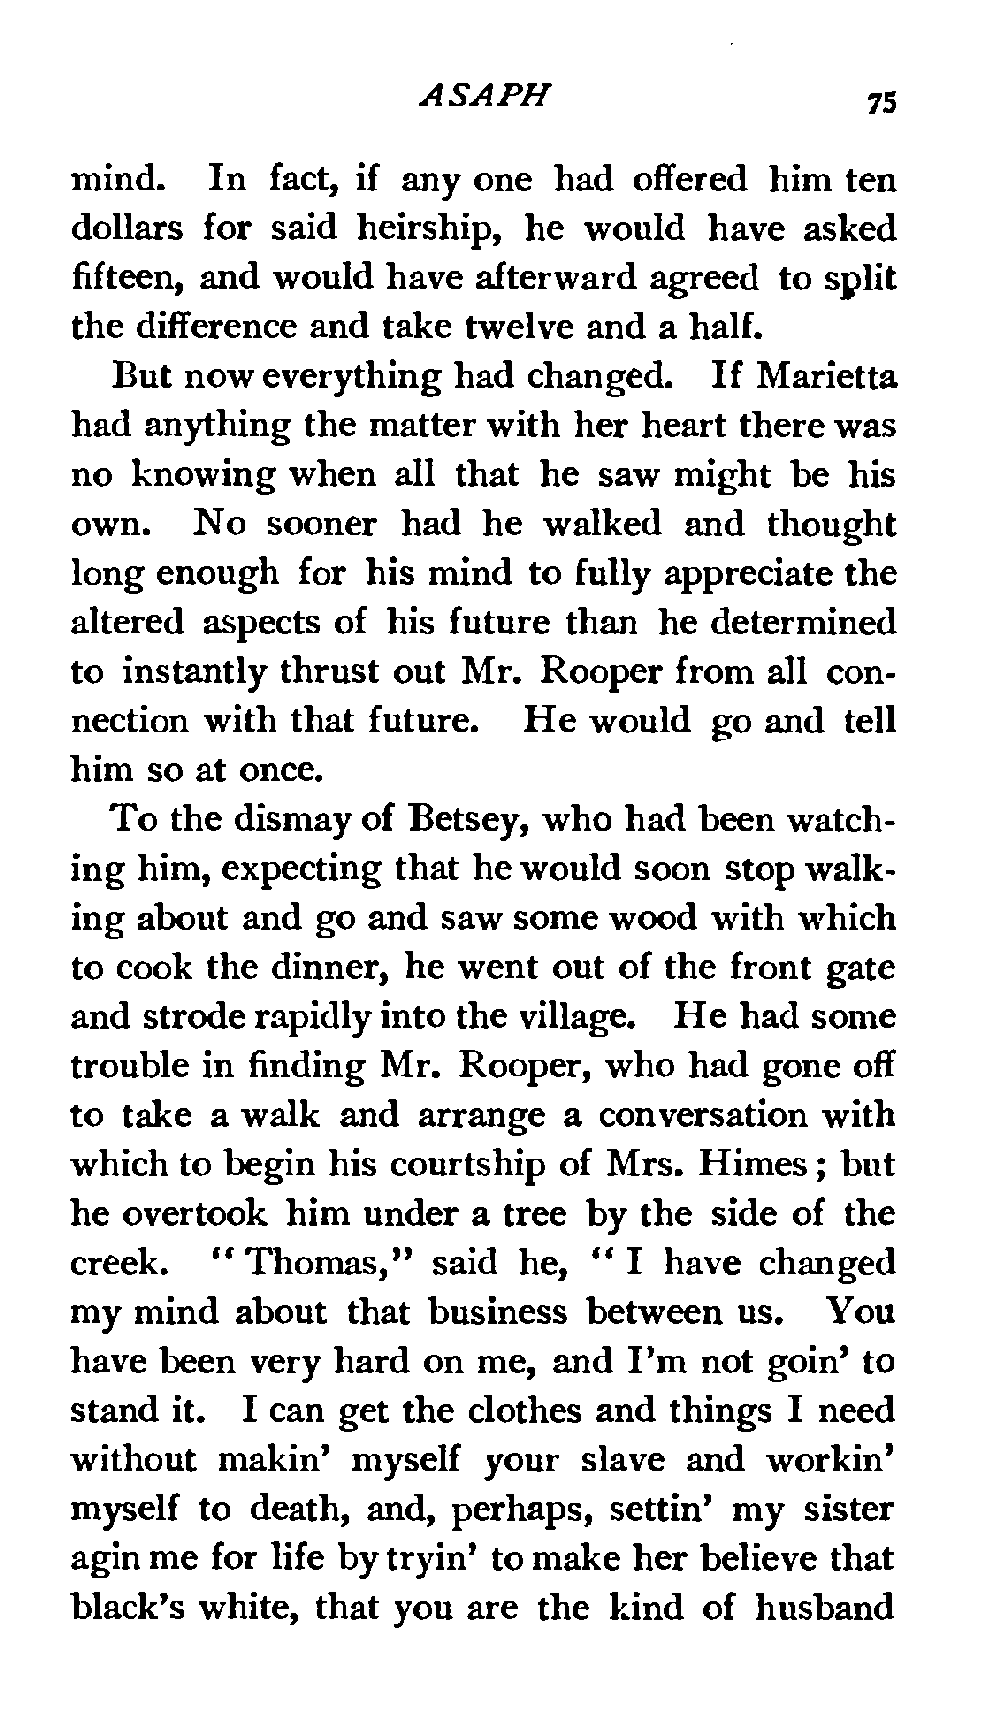 ASAPH 75
mind. In fact, if any one had offered him ten
dollars for said heirship, he would have asked
fifteen, and would have afterward agreed to split
the difference and take twelve and a half.
But now everything had changed. If Marietta
had anything the matter with her heart there was
no knowing when all that he saw might be his
own. No sooner had he walked and thought
long enough for his mind to fully appreciate the
altered aspects of his future than he determined
to instantly thrust out Mr. Rooper from all con-
nection with that future. He would go and tell
him so at once.
To the dismay of Betsey, who had been watch-
ing him, expecting that he would soon stop walk-
ing about and go and saw some wood with which
to cook the dinner, he went out of the front gate
and strode rapidly into the village. He had some
trouble in finding Mr. Rooper, who had gone off
to take a walk and arrange a conversation with
which to begin his courtship of Mrs. Himes; but
he overtook him under a tree by the side of the
creek. "Thomas," said he, "I have changed
my mind about that business between us. You
have been very hard on me, and I'm not goin' to
stand it. I can get the clothes and things I need
without makin' myself your slave and workin'
myself to death, and, perhaps, settin' my sister
agin me for life by tryin' to make her believe that
black's white, that you are the kind of husband